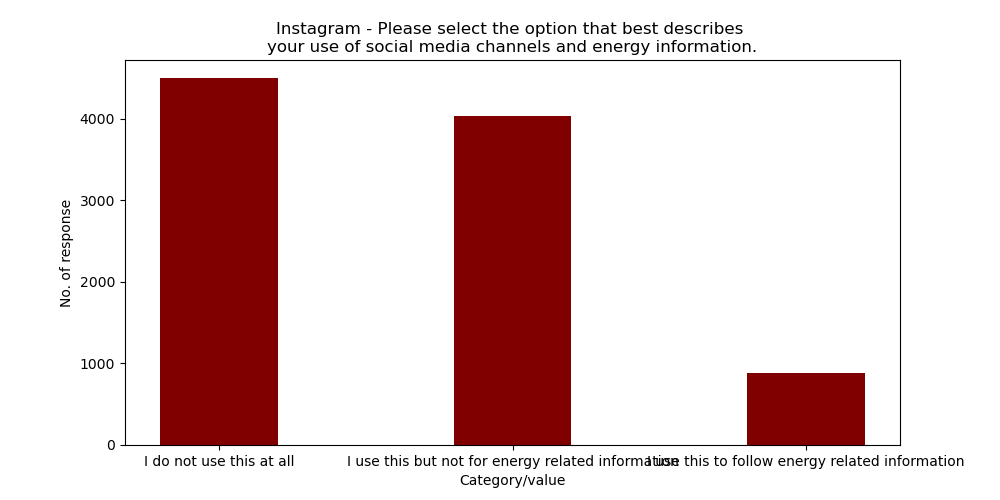 Instagram - Please select the option that best describes
your use of social media channels and energy information.
No. of response
4000
3000
2000
1000
0
I do not use this at all
I use this but not for energy related information
I use this to follow energy related information
Category/value